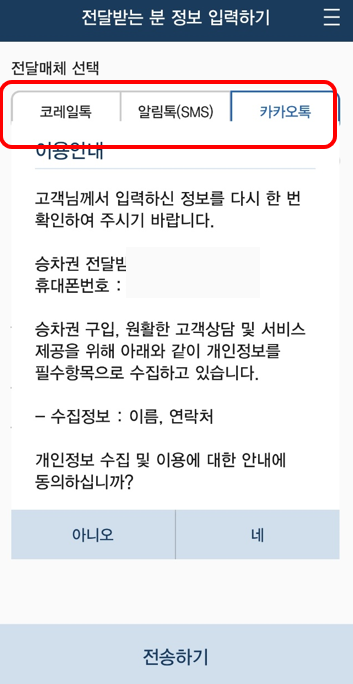 전달받는 분 정보 입력하기
전달매체 선택
코레일톡 알림톡(SMS) 카카오톡
이용안내
고객님께서 입력하신 정보를 다시 한 번
확인하여 주시기 바랍니다.
승차권 전달받
휴대폰번호 :
승차권 구입, 원활한 고객상담 및 서비스
제공을 위해 아래와 같이 개인정보를
필수항목으로 수집하고 있습니다.
– 수집정보 : 이름, 연락처
개인정보 수집 및 이용에 대한 안내에
동의하십니까?
아니오 네
전송하기